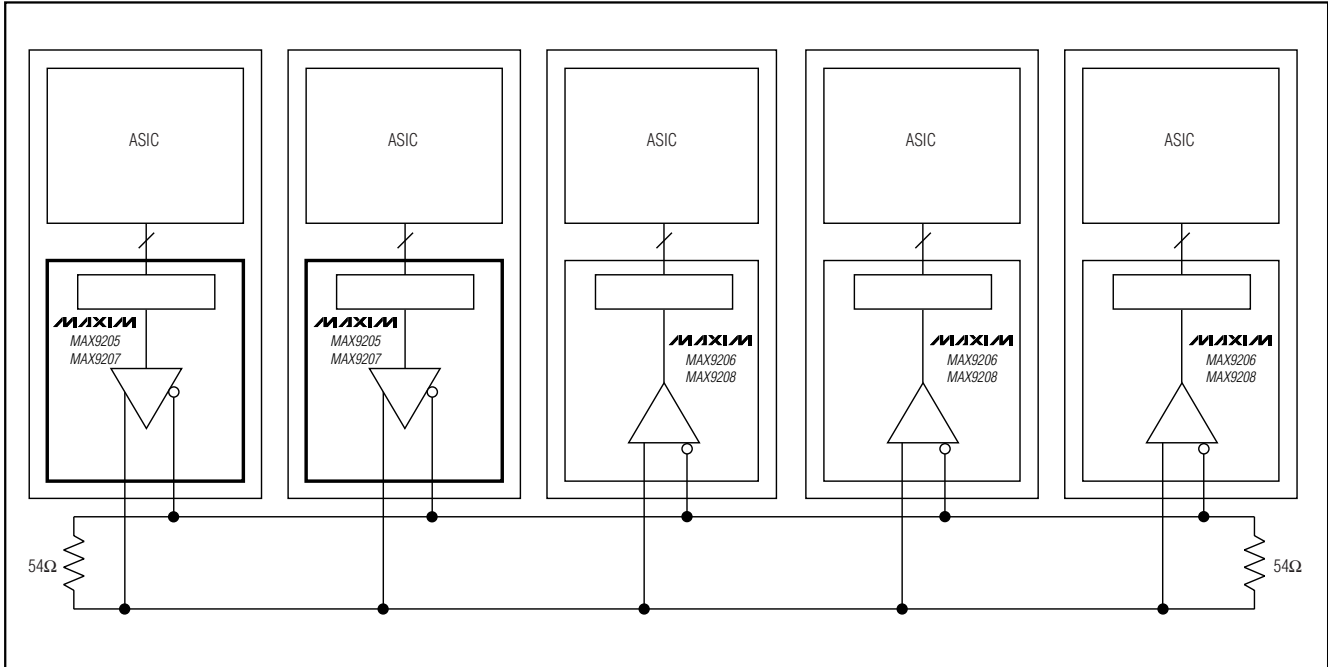 ASIC
ASIC
ASIC
ASIC
ASIC
MAXIM
MAX9205
MAX9207
MAXIM
MAX9205
MAX9207
MAXIM
MAX9206
MAX9208
MAXIM
MAX9206
MAX9208
MAXIM
MAX9206
MAX9208
54Ω
54Ω